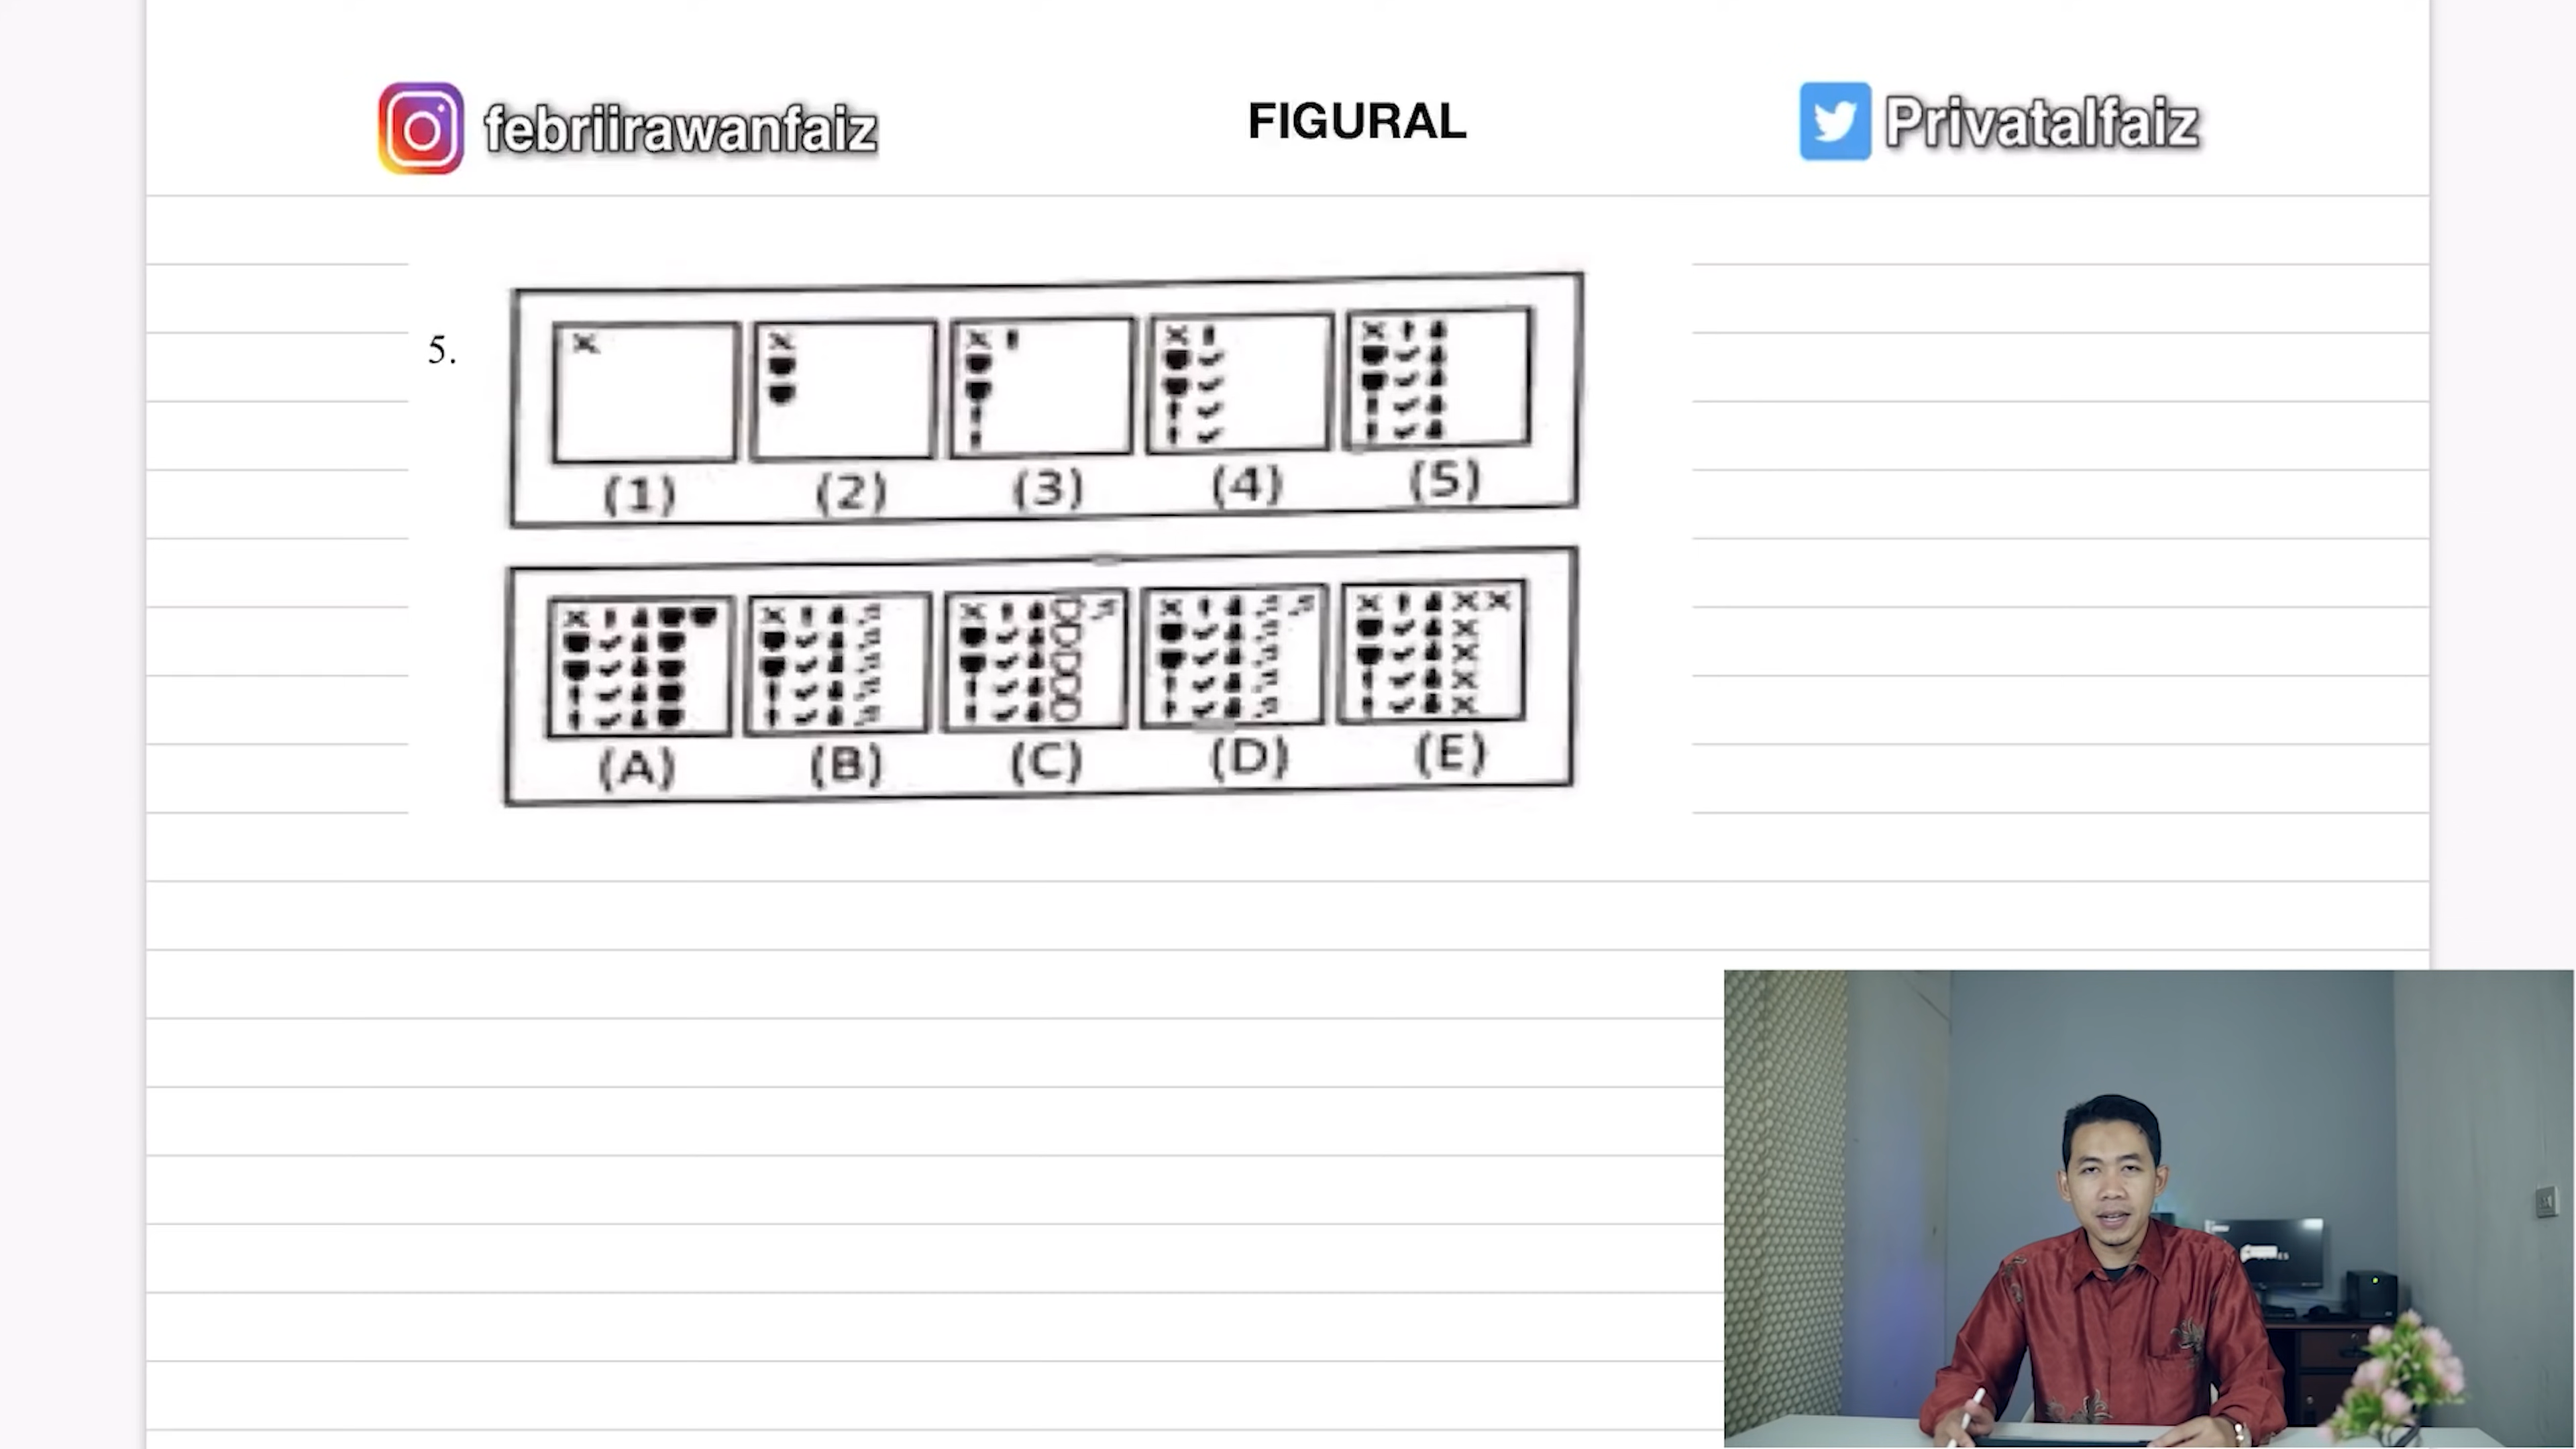 febriirawanfaiz
FIGURAL
Privatalfaiz
5.
(1) (2) (3) (4) (5)
(A) (B) (C) (D) (E)